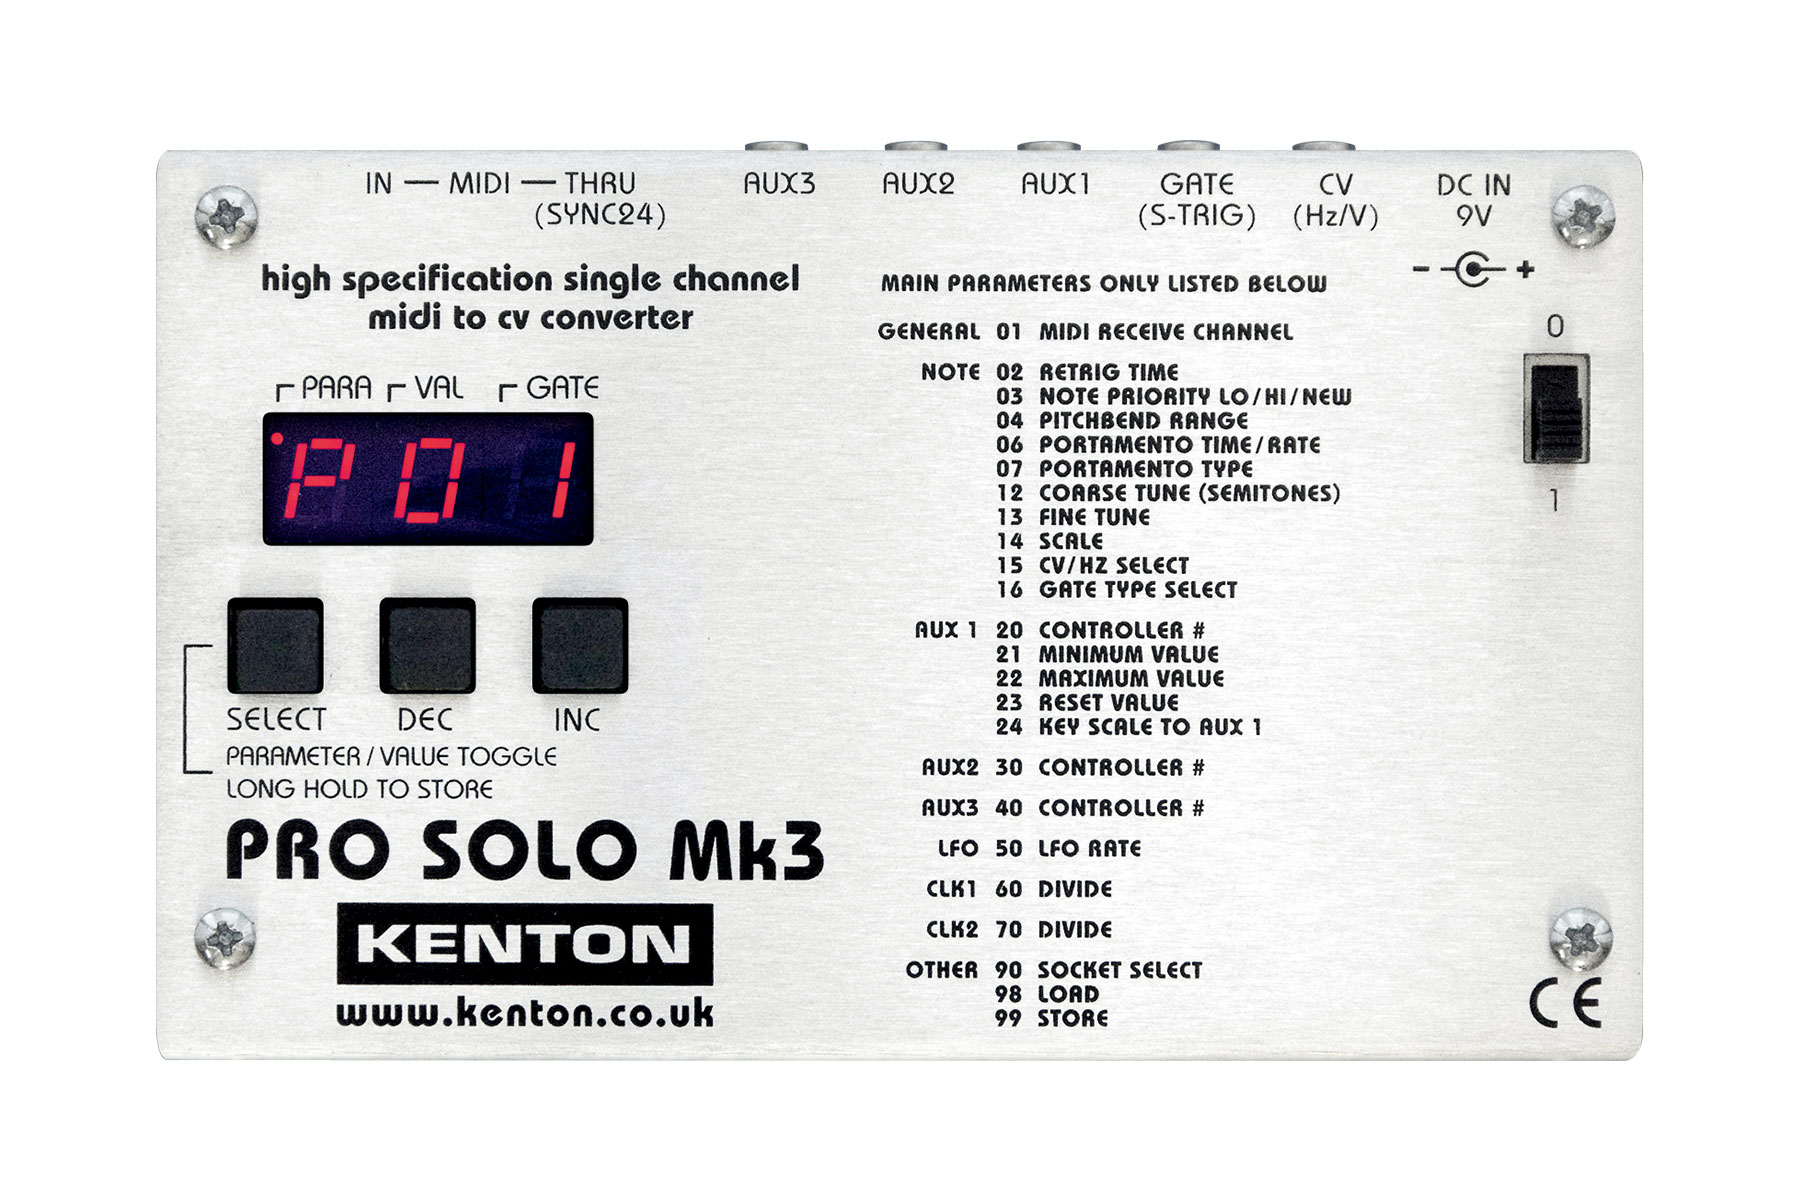 IN — MIDI — THRU
(SYNC24)
AUX3
AUX2
AUX1
GATE
(S-TRIG)
CV
(Hz/V)
DC IN
9V
- +
0
1
high specification single channel
midi to cv converter
PARA VAL GATE
P01
SELECT DEC INC
PARAMETER / VALUE TOGGLE
LONG HOLD TO STORE
PRO SOLO Mk3
KENTON
www.kenton.co.uk
MAIN PARAMETERS ONLY LISTED BELOW
GENERAL 01 MIDI RECEIVE CHANNEL
NOTE 02 RETRIG TIME
03 NOTE PRIORITY LO/HI/NEW
04 PITCHBEND RANGE
06 PORTAMENTO TIME/RATE
07 PORTAMENTO TYPE
12 COARSE TUNE (SEMITONES)
13 FINE TUNE
14 SCALE
15 CV/HZ SELECT
16 GATE TYPE SELECT
AUX 1 20 CONTROLLER #
21 MINIMUM VALUE
22 MAXIMUM VALUE
23 RESET VALUE
24 KEY SCALE TO AUX 1
AUX2 30 CONTROLLER #
AUX3 40 CONTROLLER #
LFO 50 LFO RATE
CLK1 60 DIVIDE
CLK2 70 DIVIDE
OTHER 90 SOCKET SELECT
98 LOAD
99 STORE
CE